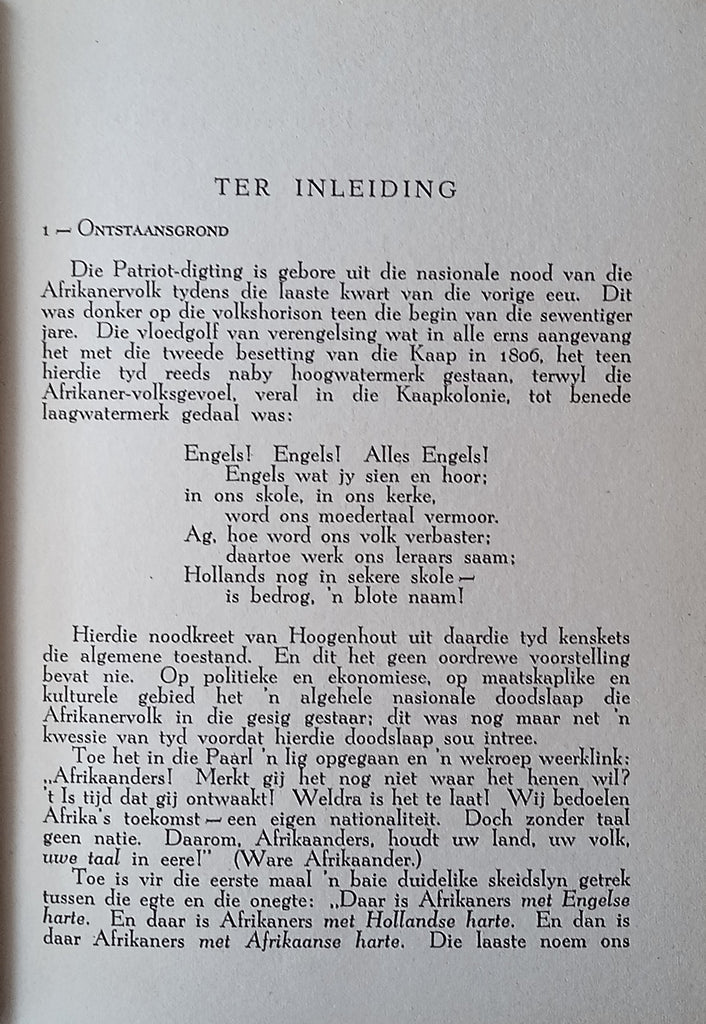 TER INLEIDING
1 — ONTSTAANSGROND
Die Patriot-digting is gebore uit die nasionale nood van die
Afrikanervolk tydens die laaste kwart van die vorige eeu. Dit
was donker op die volkshorison teen die begin van die sewentiger
jare. Die vloedgolf van verengelsing wat in alle erns aangevang
het met die tweede besetting van die Kaap in 1806, het teen
hierdie tyd reeds naby hoogwatermerk gestaan, terwyl die
Afrikaner-volksgevoel, veral in die Kaapkolonie, tot benede
laagwatermerk gedaal was:
Engels! Engels! Alles Engels!
Engels wat jy sien en hoor;
in ons skole, in ons kerke,
word ons moedertaal vermoor.
Ag, hoe word ons volk verbaster;
daartoe werk ons leraars saam;
Hollands nog in sekere skole —
is bedrog, 'n blote naam!
Hierdie noodkreet van Hoogenhout uit daardie tyd kenskets
die algemene toestand. En dit het geen oordrewe voorstelling
bevat nie. Op politieke en ekonomiese, op maatskaplike en
kulturele gebied het 'n algehele nasionale doodslaap die
Afrikanervolk in die gesig gestaar; dit was nog maar net 'n
kwessie van tyd voordat hierdie doodslaap sou intree.
Toe het in die Paarl 'n lig opgegaan en 'n wekroep weerklink:
„Afrikaanders! Merkt gij het nog niet waar het henen wil?
't Is tijd dat gij ontwaakt! Weldra is het te laat! Wij bedoelen
Afrika's toekomst — een eigen nationaliteit. Doch zonder taal
geen natie. Daarom, Afrikaanders, houdt uw land, uw volk,
uwe taal in eere!” (Ware Afrikaander.)
Toe is vir die eerste maal 'n baie duidelike skeidslyn getrek
tussen die egte en die onegte: „Daar is Afrikaners met Engelse
harte. En daar is Afrikaners met Hollandse harte. En dan is
daar Afrikaners met Afrikaanse harte. Die laaste noem ons